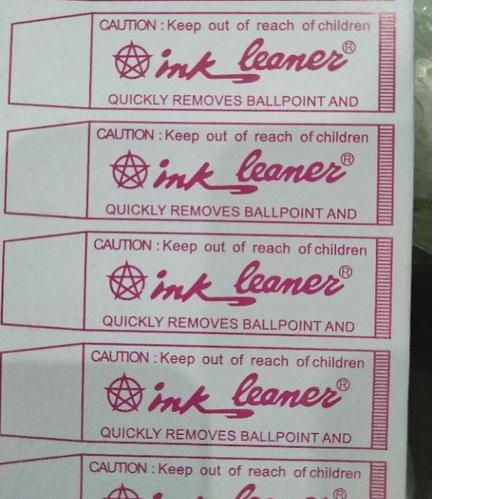 CAUTION : Keep out of reach of children
ink leaner®
QUICKLY REMOVES BALLPOINT AND
CAUTION : Keep out of reach of children
ink leaner®
QUICKLY REMOVES BALLPOINT AND
CAUTION : Keep out of reach of children
ink leaner®
QUICKLY REMOVES BALLPOINT AND
CAUTION : Keep out of reach of children
ink leaner®
QUICKLY REMOVES BALLPOINT AND
CAUTION : Keep out of reach of children
ink leaner®